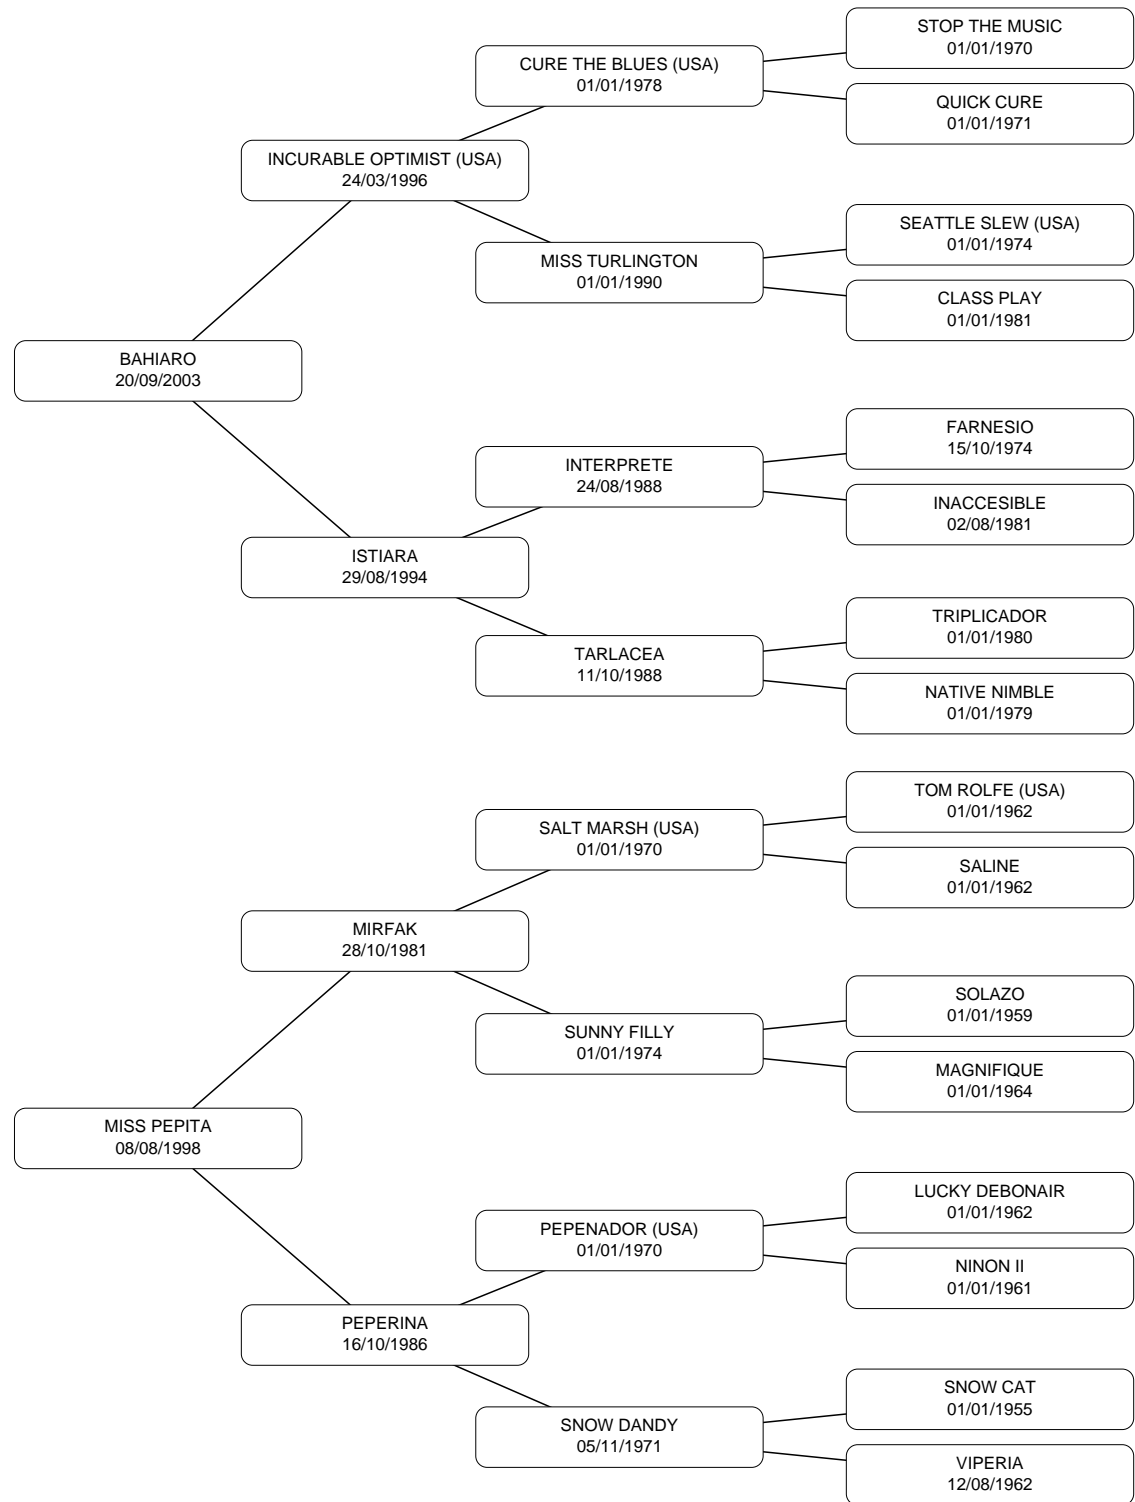 STOP THE MUSIC
01/01/1970
CURE THE BLUES (USA)
01/01/1978
QUICK CURE
01/01/1971
INCURABLE OPTIMIST (USA)
24/03/1996
SEATTLE SLEW (USA)
01/01/1974
MISS TURLINGTON
01/01/1990
CLASS PLAY
01/01/1981
BAHIARO
20/09/2003
FARNESIO
15/10/1974
INTERPRETE
24/08/1988
INACCESIBLE
02/08/1981
ISTIARA
29/08/1994
TRIPLICADOR
01/01/1980
TARLACEA
11/10/1988
NATIVE NIMBLE
01/01/1979
TOM ROLFE (USA)
01/01/1962
SALT MARSH (USA)
01/01/1970
SALINE
01/01/1962
MIRFAK
28/10/1981
SOLAZO
01/01/1959
SUNNY FILLY
01/01/1974
MAGNIFIQUE
01/01/1964
MISS PEPITA
08/08/1998
LUCKY DEBONAIR
01/01/1962
PEPENADOR (USA)
01/01/1970
NINON II
01/01/1961
PEPERINA
16/10/1986
SNOW CAT
01/01/1955
SNOW DANDY
05/11/1971
VIPERIA
12/08/1962